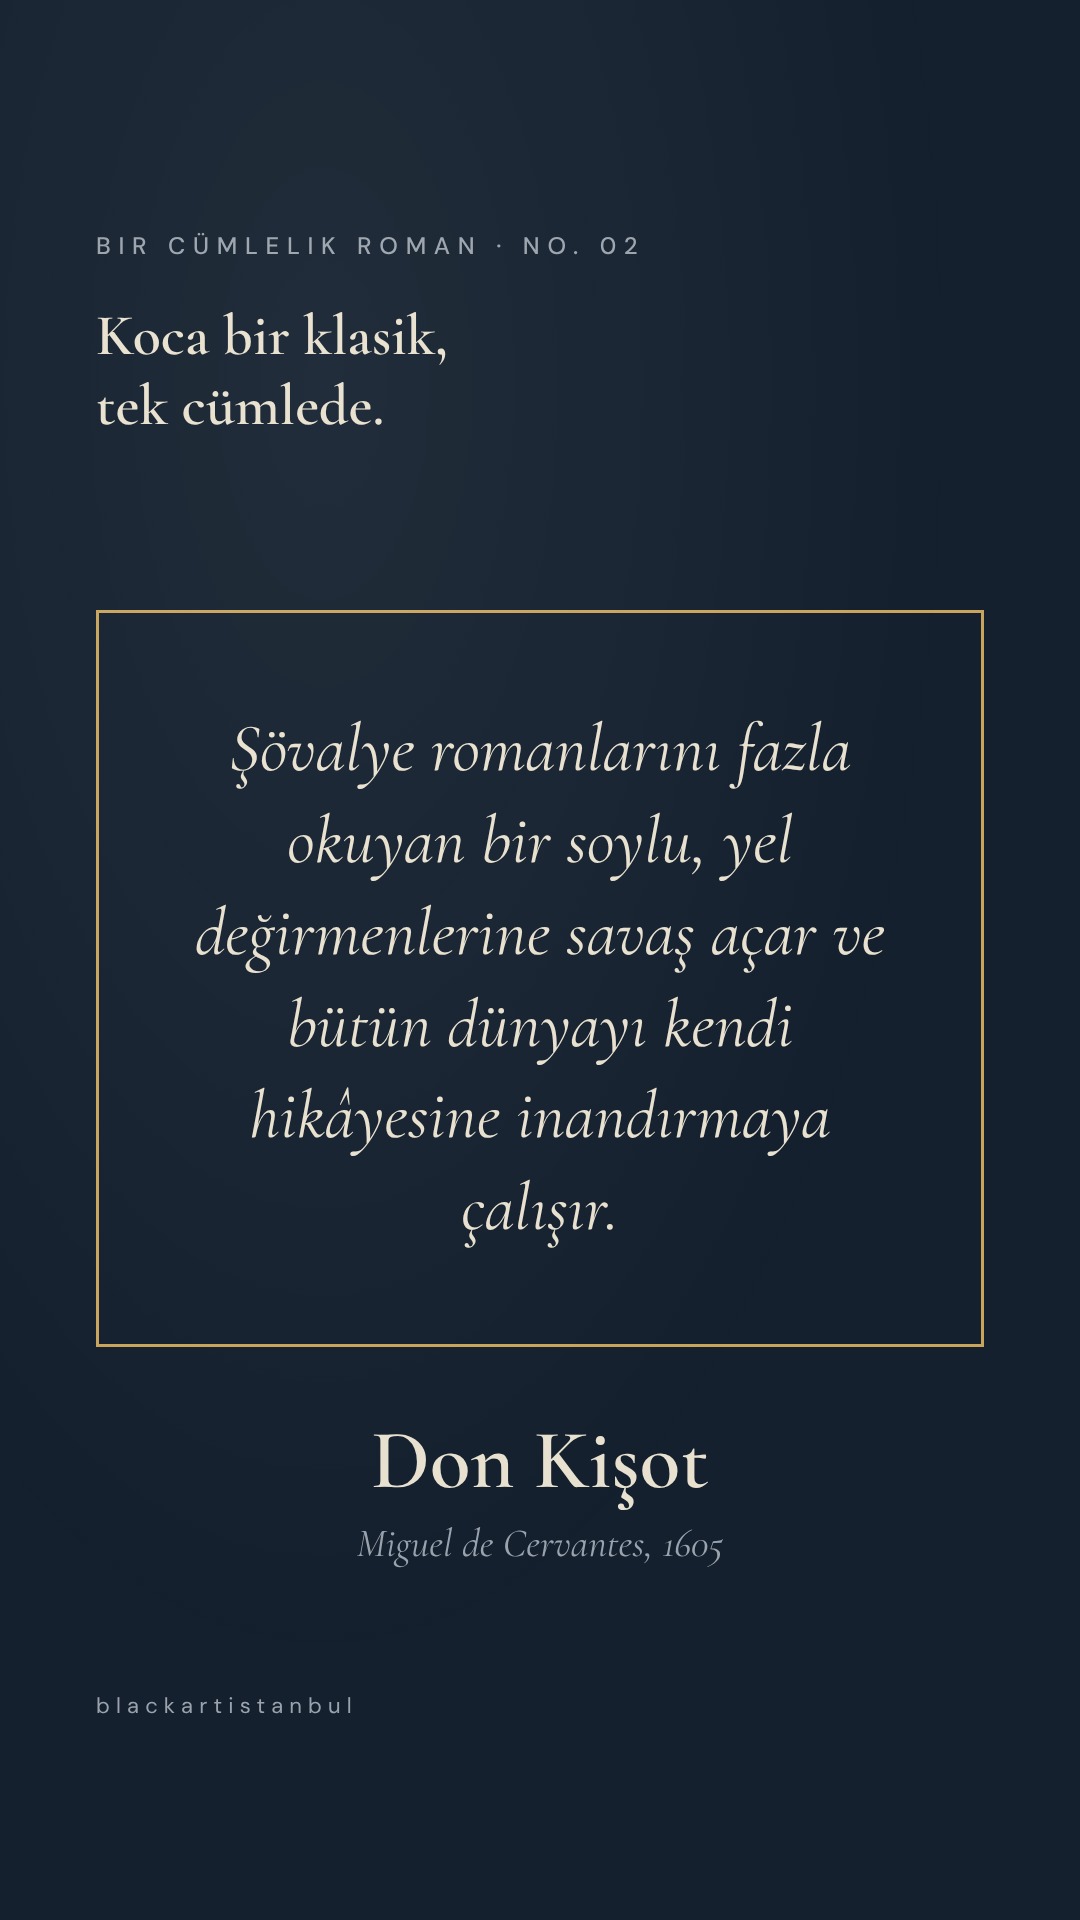 BIR CÜMLELIK ROMAN · NO. 02
Koca bir klasik,
tek cümlede.
Şövalye romanlarını fazla
okuyan bir soylu, yel
değirmenlerine savaş açar ve
bütün dünyayı kendi
hikâyesine inandırmaya
çalışır.
Don Kişot
Miguel de Cervantes, 1605
blackartistanbul